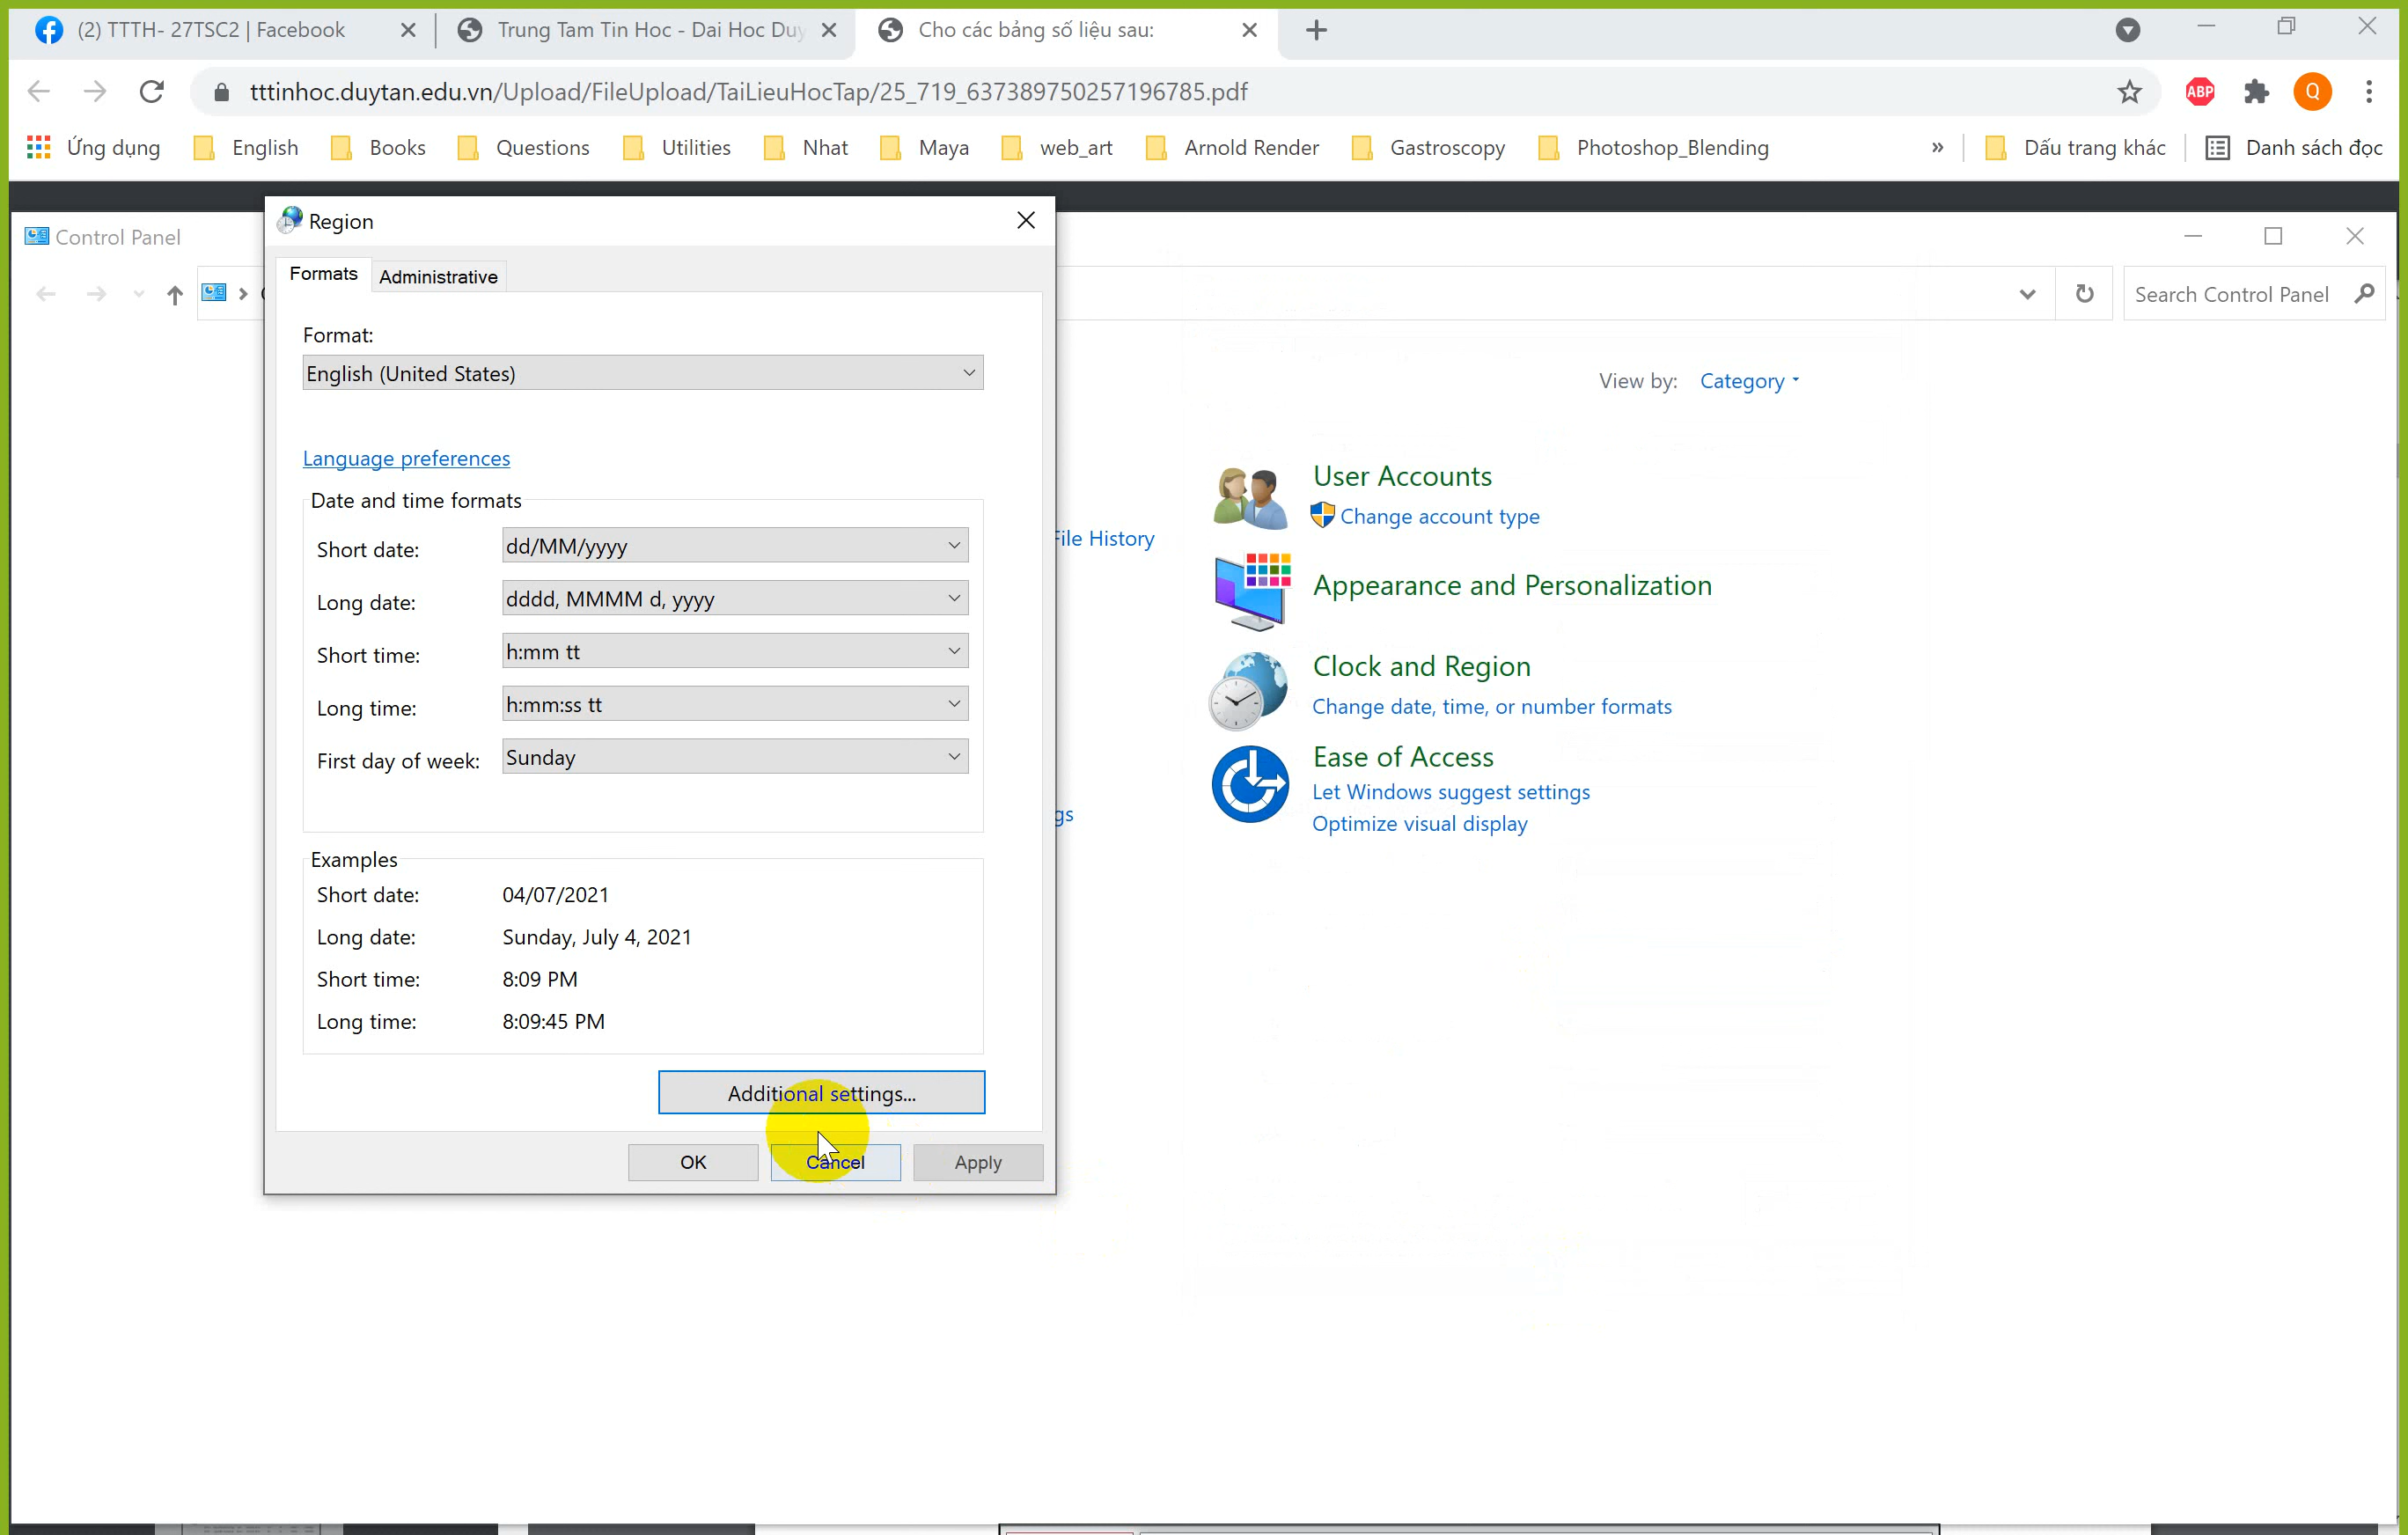 (2) TTTH- 27TSC2 | Facebook
Trung Tam Tin Hoc - Dai Hoc Duy
Cho các bảng số liệu sau:
tttinhoc.duytan.edu.vn/Upload/FileUpload/TaiLieuHocTap/25_719_637389750257196785.pdf
ABP
Q
Ứng dụng
English
Books
Questions
Utilities
Nhat
Maya
web_art
Arnold Render
Gastroscopy
Photoshop_Blending
»
Dấu trang khác
Danh sách đọc
Control Panel
Search Control Panel
View by: Category
User Accounts
Change account type
File History
Appearance and Personalization
Clock and Region
Change date, time, or number formats
Ease of Access
Let Windows suggest settings
gs
Optimize visual display
Region
Formats
Administrative
Format:
English (United States)
Language preferences
Date and time formats
Short date: dd/MM/yyyy
Long date: dddd, MMMM d, yyyy
Short time: h:mm tt
Long time: h:mm:ss tt
First day of week: Sunday
Examples
Short date: 04/07/2021
Long date: Sunday, July 4, 2021
Short time: 8:09 PM
Long time: 8:09:45 PM
Additional settings...
OK
Cancel
Apply